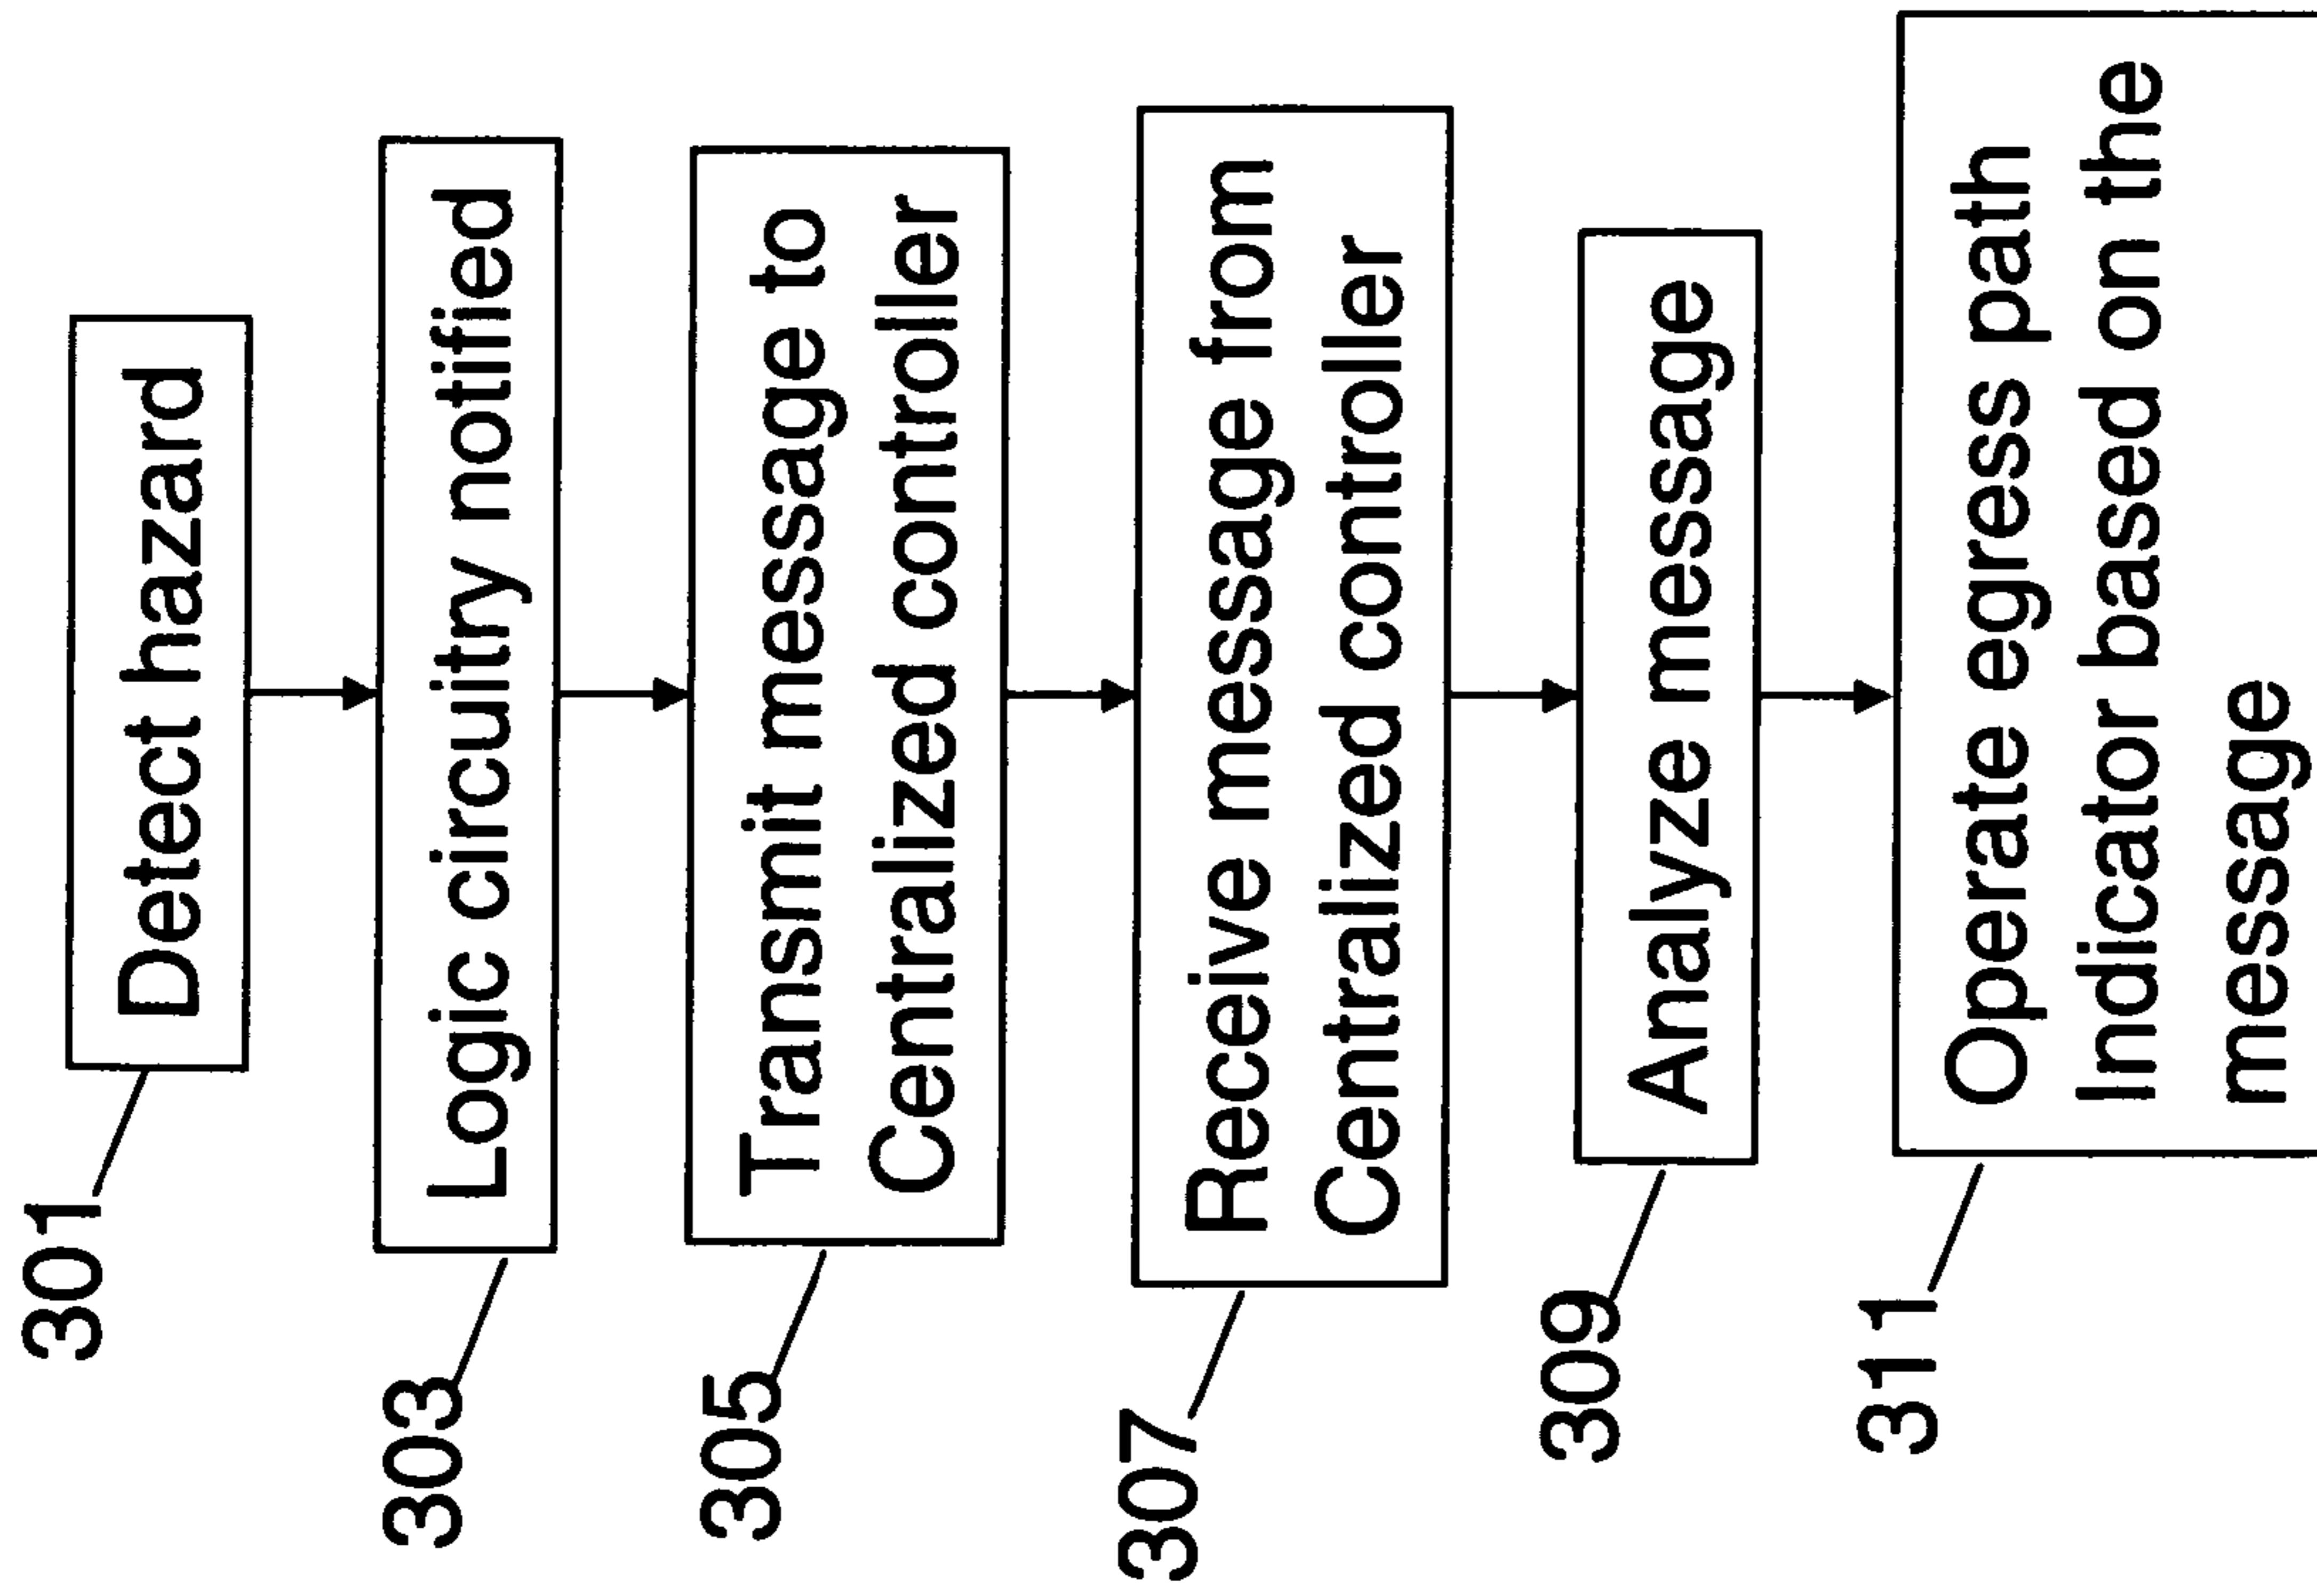 301
Detect hazard
303
Logic circuitry notified
305
Transmit message to
Centralized controller
307
Receive message from
Centralized controller
309
Analyze message
311
Operate egress path
Indicator based on the
message